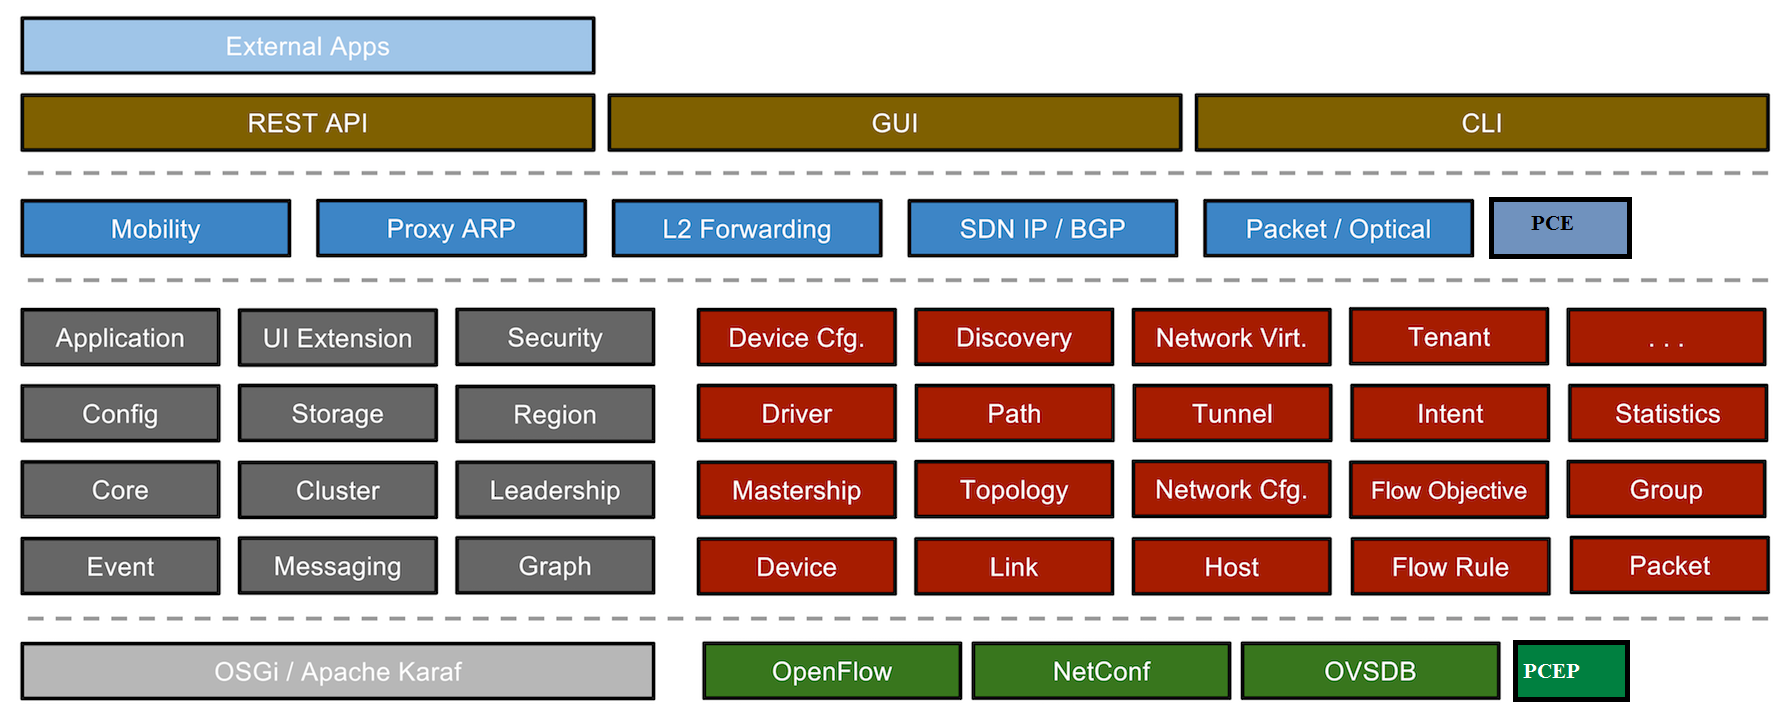 External Apps
REST API GUI CLI
Mobility Proxy ARP L2 Forwarding SDN IP / BGP Packet / Optical PCE
Application UI Extension Security Device Cfg. Discovery Network Virt. Tenant . . .
Config Storage Region Driver Path Tunnel Intent Statistics
Core Cluster Leadership Mastership Topology Network Cfg. Flow Objective Group
Event Messaging Graph Device Link Host Flow Rule Packet
OSGi / Apache Karaf OpenFlow NetConf OVSDB PCEP